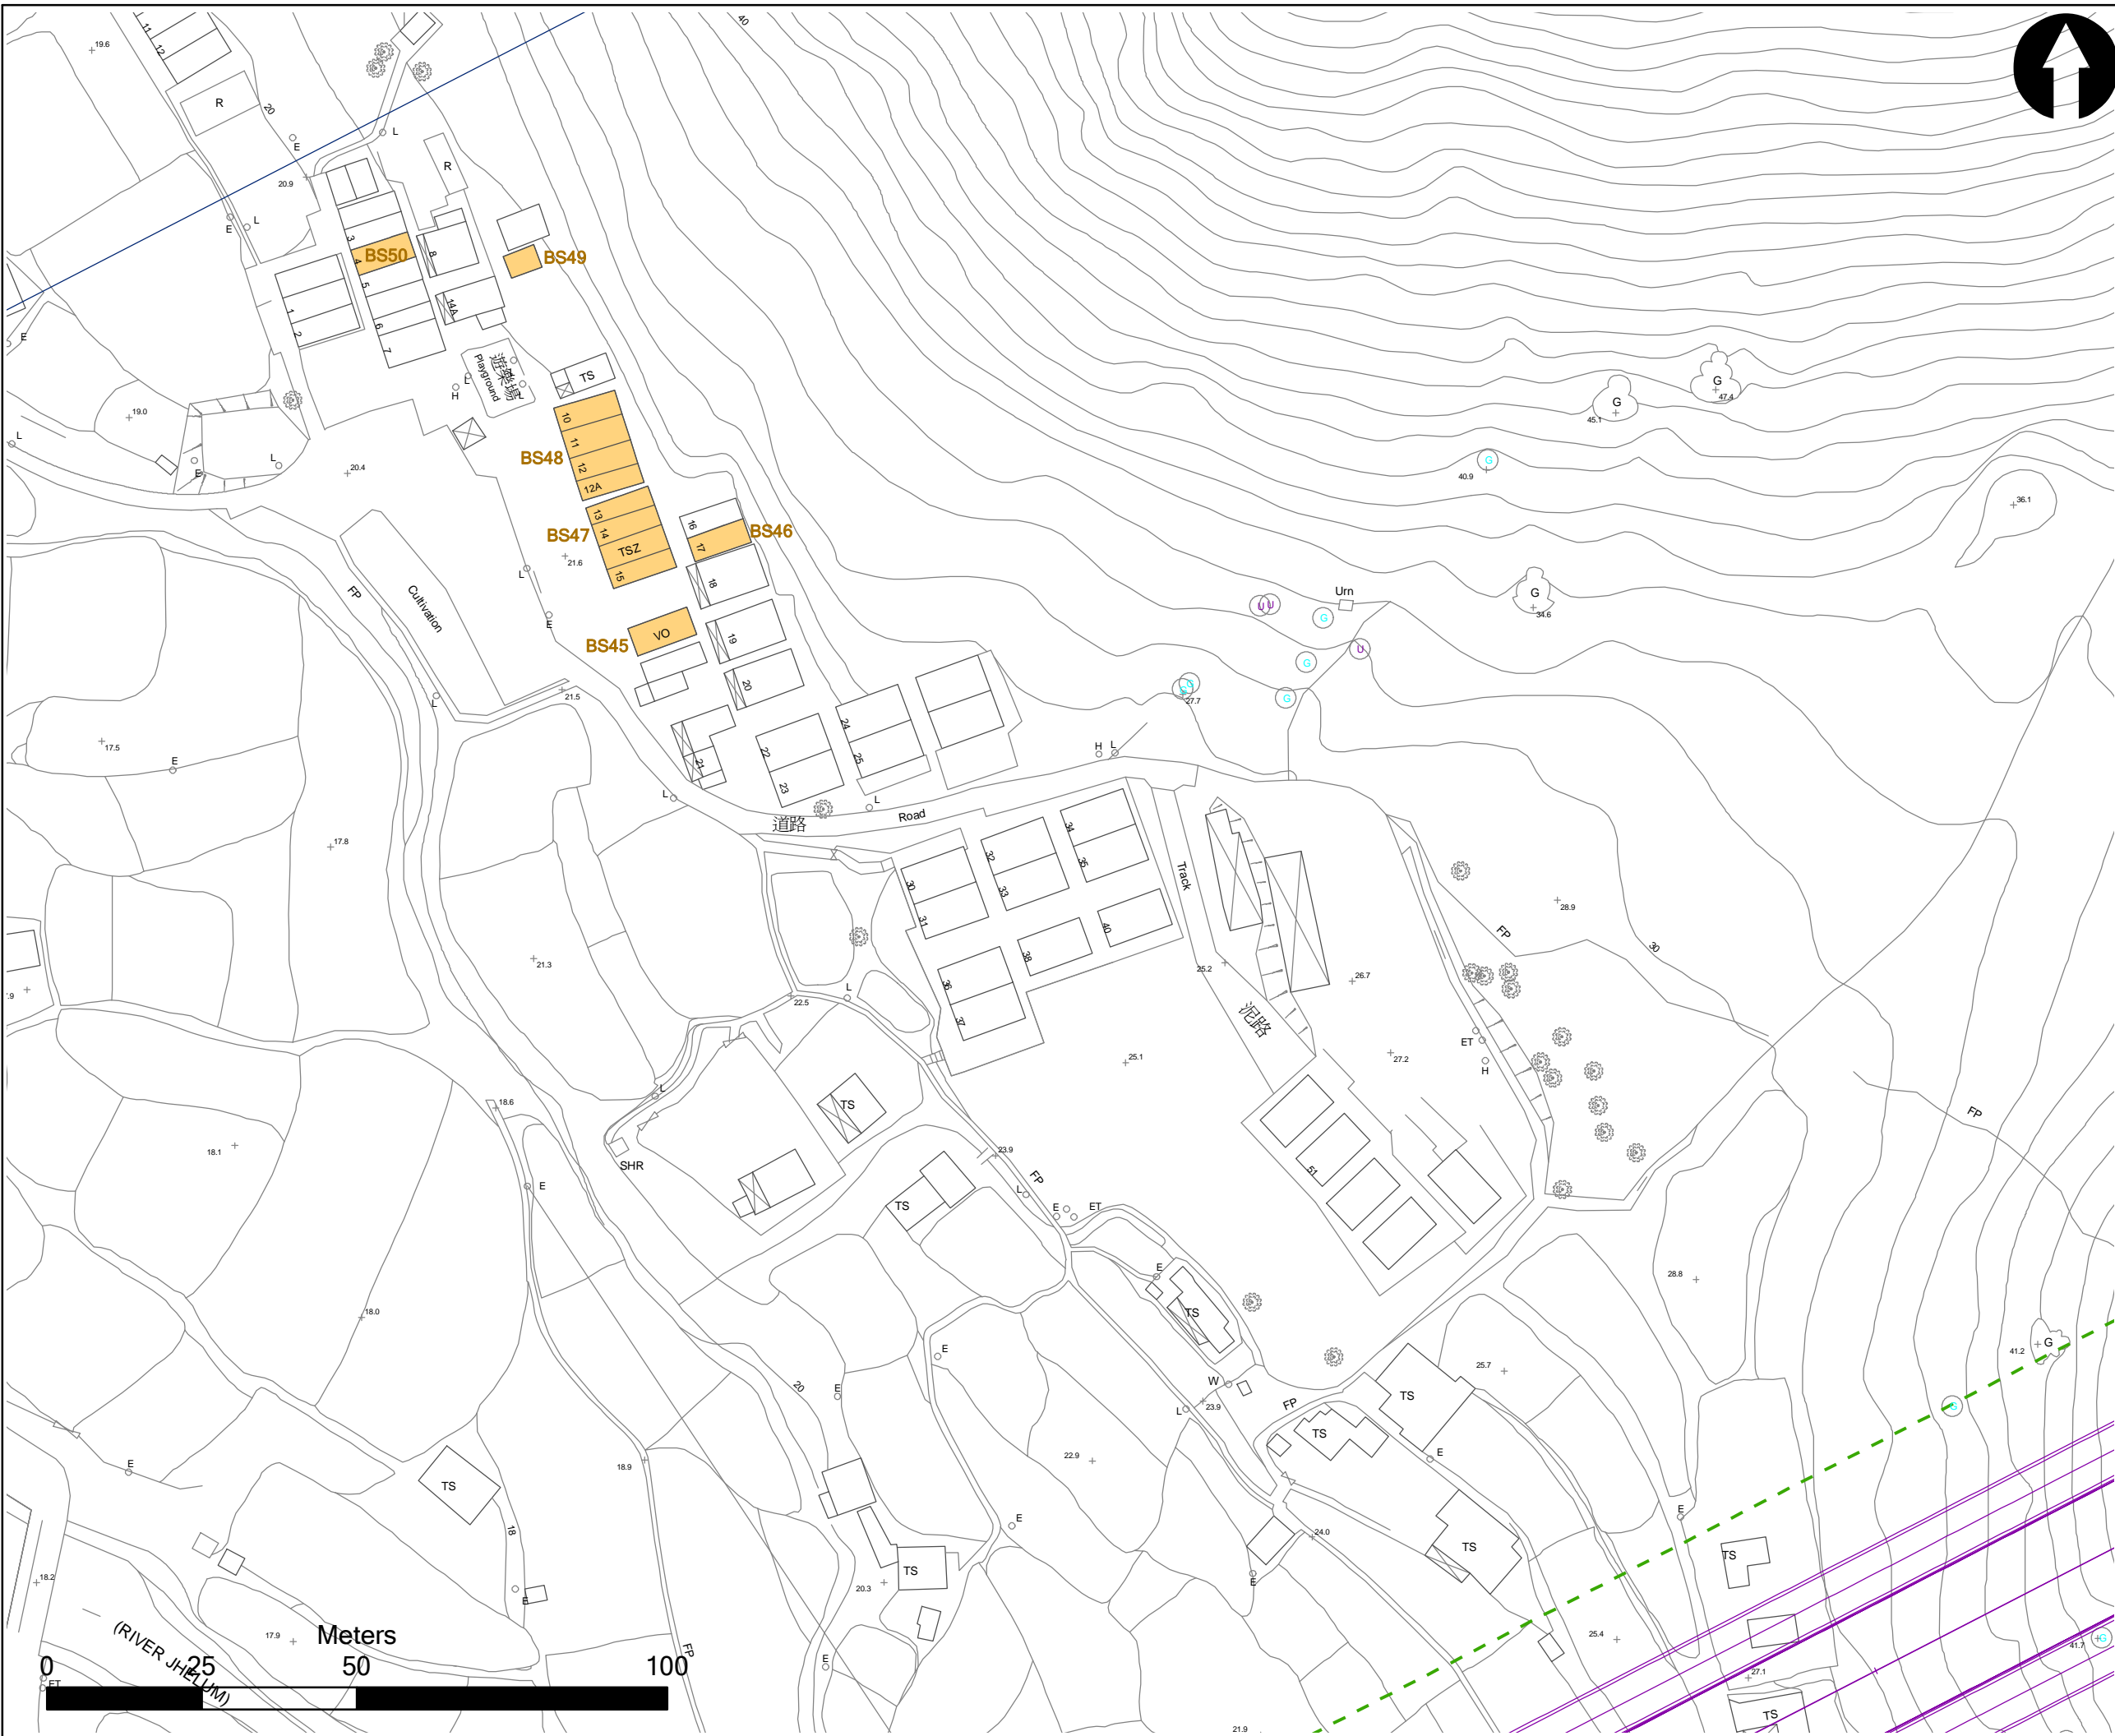 40
11
12
19.6
R
20
E
L
R
20.9
L
E
3
BS50
4
8
BS49
5
14A
1
6
2
7
E
游樂場
Playground
L
L
H
TS
19.0
10
G
47.4
G
45.1
L
11
BS48
12
12A
L
E
20.4
G
40.9
36.1
13
14
BS47
TSZ
15
16
BS46
17
21.6
L
18
FP
Cultivation
E
VO
BS45
19
Urn
U
U
G
G
34.6
U
G
20
L
21.5
G
G
27.7
G
24
17.5
22
25
21
E
23
H
L
L
L
道路
Road
17.8
34
32
35
30
33
31
Track
40
38
28.9
FP
30
21.3
36
25.2
26.7
7.9
37
22.5
L
泥路
ET
H
25.1
27.2
L
18.6
TS
FP
18.1
SHR
23.9
FP
51
L
E
TS
E
ET
E
28.8
18.0
TS
41.2
G
E
20
E
25.7
W
TS
23.9
L
FP
G
TS
E
E
18.9
22.9
TS
18
E
24.0
E
TS
TS
18.2
TS
20.3
E
E
(RIVER JHELUM)
17.9
Meters
FP
25.4
41.7
G
0
25
50
100
ET
E
27.1
TS
21.9